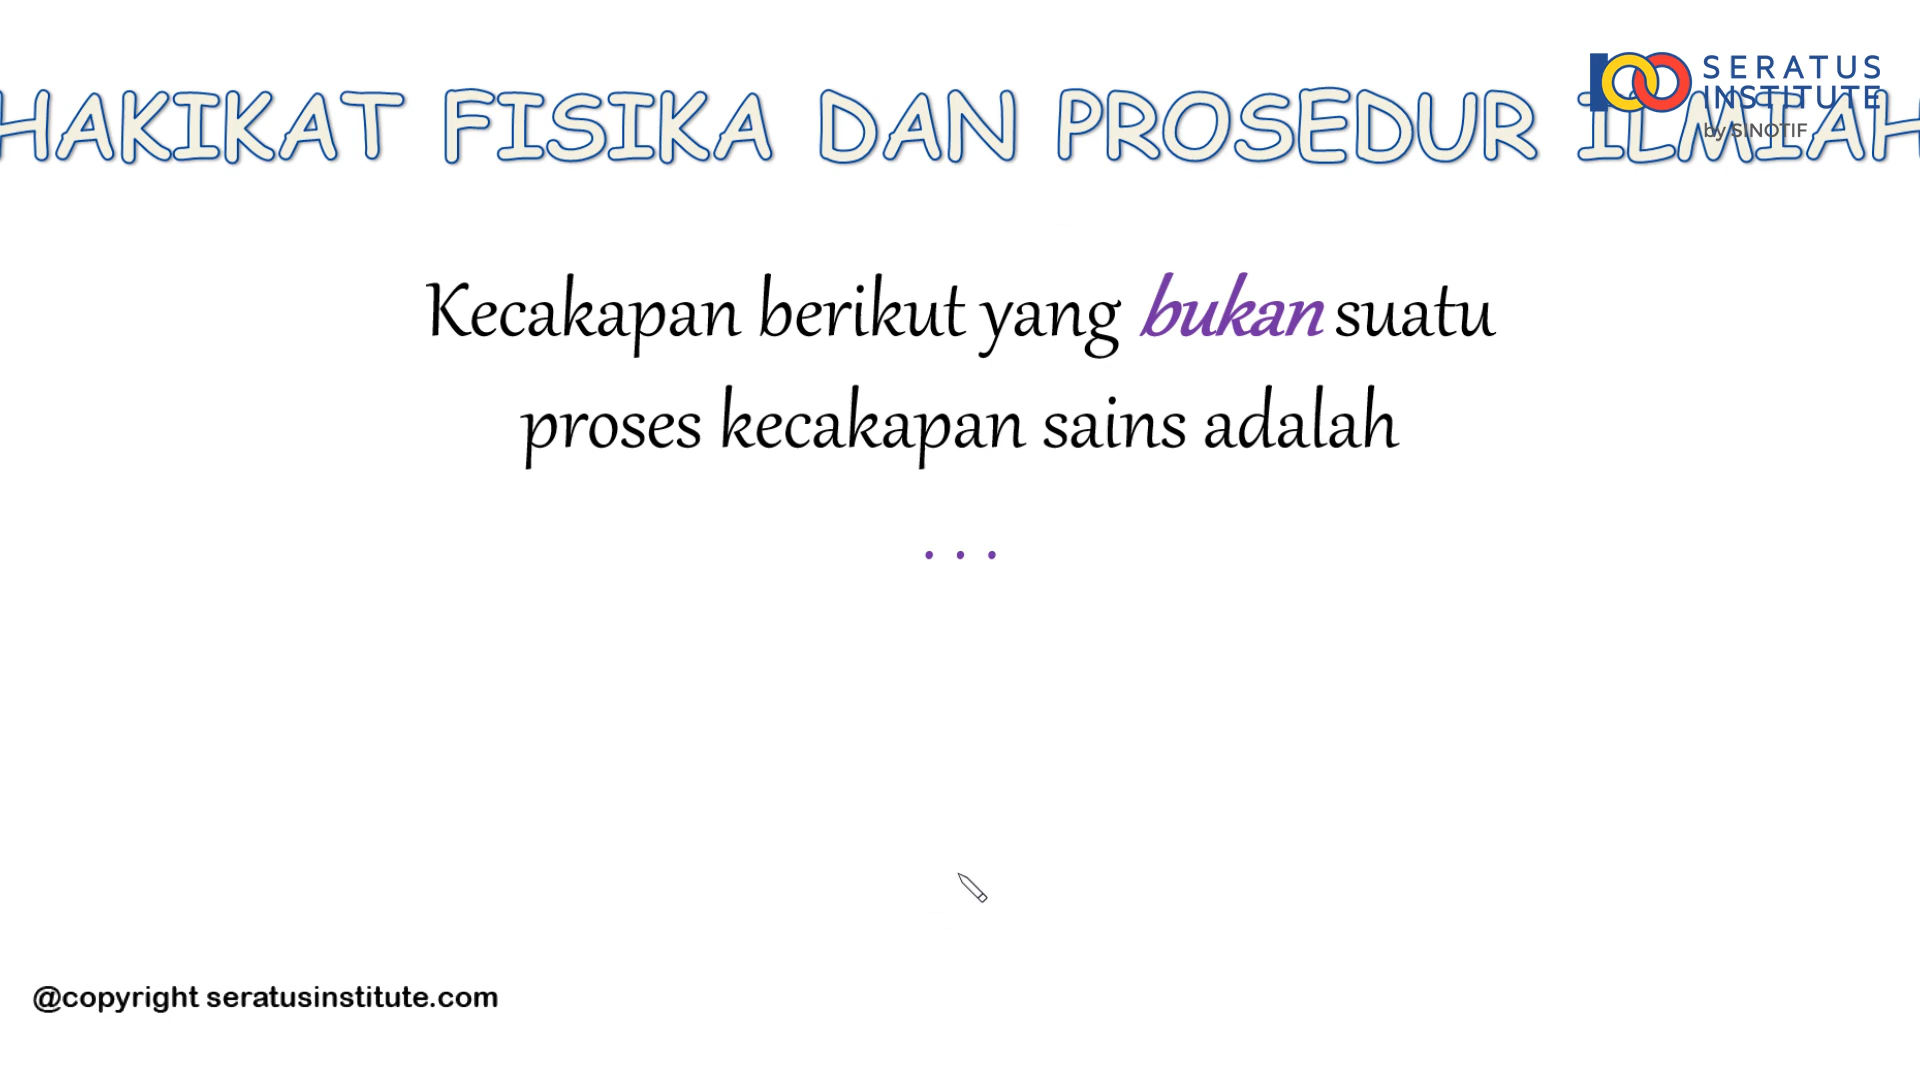 SERATUS
INSTITUTE
by SINOTIF
HAKIKAT FISIKA DAN PROSEDUR ILMIAH
Kecakapan berikut yang bukan suatu
proses kecakapan sains adalah
. . .
@copyright seratusinstitute.com